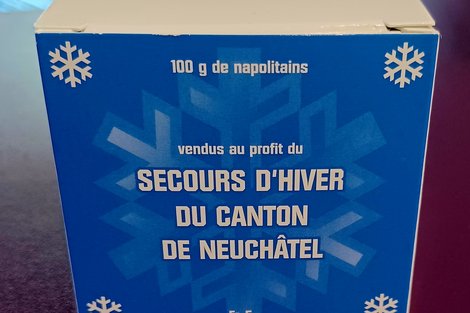 100 g de napolitains
vendus au profit du
SECOURS D'HIVER
DU CANTON
DE NEUCHÂTEL